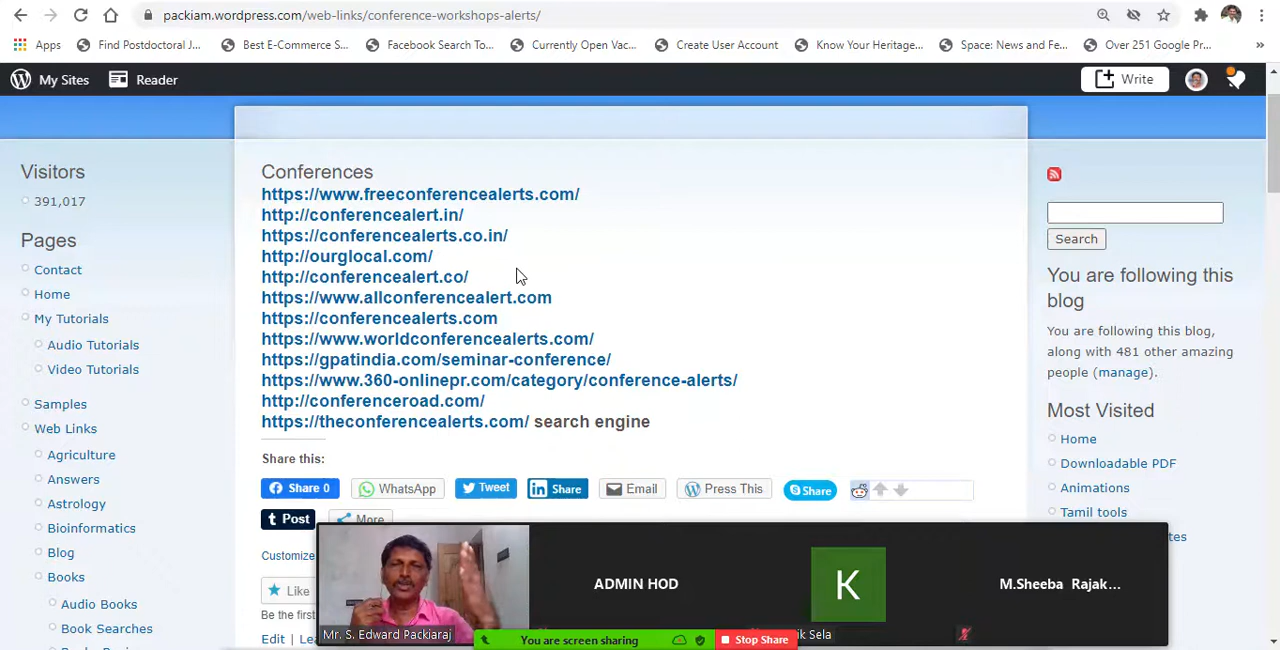 packiam.wordpress.com/web-links/conference-workshops-alerts/
Apps
Find Postdoctoral J...
Best E-Commerce S...
Facebook Search To...
Currently Open Vac...
Create User Account
Know Your Heritage...
Space: News and Fe...
Over 251 Google Pr...
My Sites
Reader
Write
Visitors
391,017
Pages
Contact
Home
My Tutorials
Audio Tutorials
Video Tutorials
Samples
Web Links
Agriculture
Answers
Astrology
Bioinformatics
Blog
Books
Audio Books
Book Searches
Conferences
https://www.freeconferencealerts.com/
http://conferencealert.in/
https://conferencealerts.co.in/
http://ourglocal.com/
http://conferencealert.co/
https://www.allconferencealert.com
https://conferencealerts.com
https://www.worldconferencealerts.com/
https://gpatindia.com/seminar-conference/
https://www.360-onlinepr.com/category/conference-alerts/
http://conferenceroad.com/
https://theconferencealerts.com/ search engine
Share this:
Share 0
WhatsApp
Tweet
Share
Email
Press This
Share
Post
More
Customize
Like
Be the first
Edit
Search
You are following this
blog
You are following this blog,
along with 481 other amazing
people (manage).
Most Visited
Home
Downloadable PDF
Animations
Tamil tools
Mr. S. Edward Packiaraj
ADMIN HOD
K
ik Sela
M.Sheeba Rajak...
You are screen sharing
Stop Share